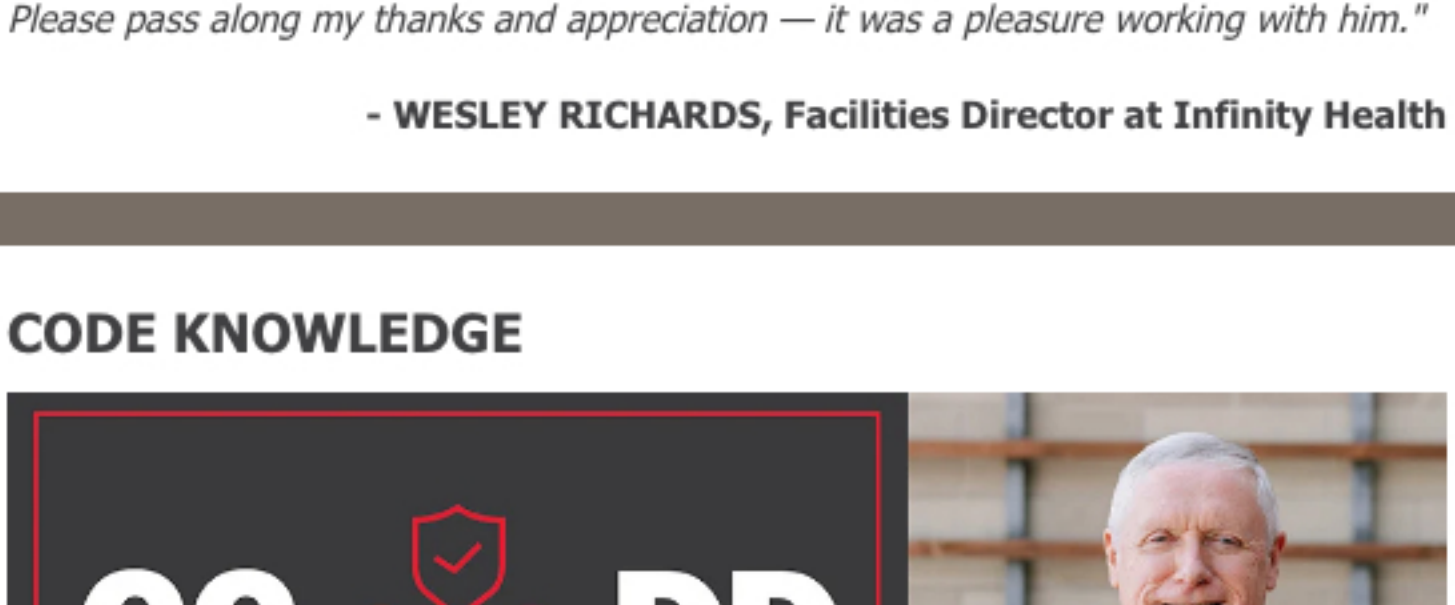 Please pass along my thanks and appreciation — it was a pleasure working with him."
- WESLEY RICHARDS, Facilities Director at Infinity Health
CODE KNOWLEDGE